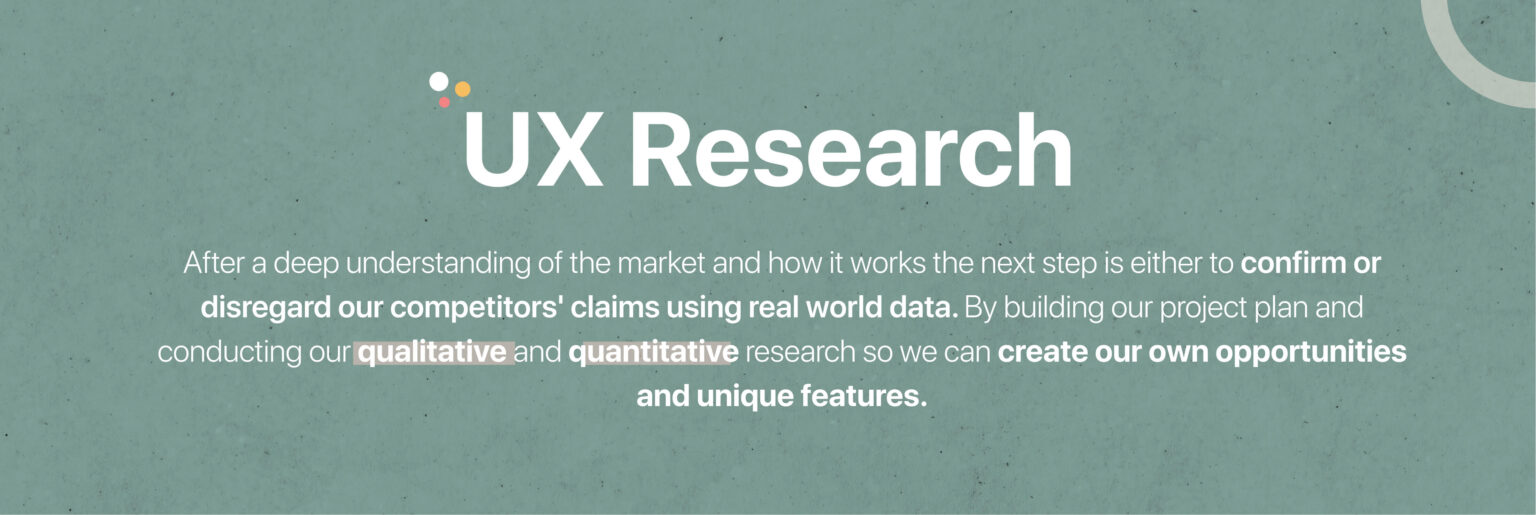 UX Research
After a deep understanding of the market and how it works the next step is either to confirm or
disregard our competitors' claims using real world data. By building our project plan and
conducting our qualitative and quantitative research so we can create our own opportunities
and unique features.